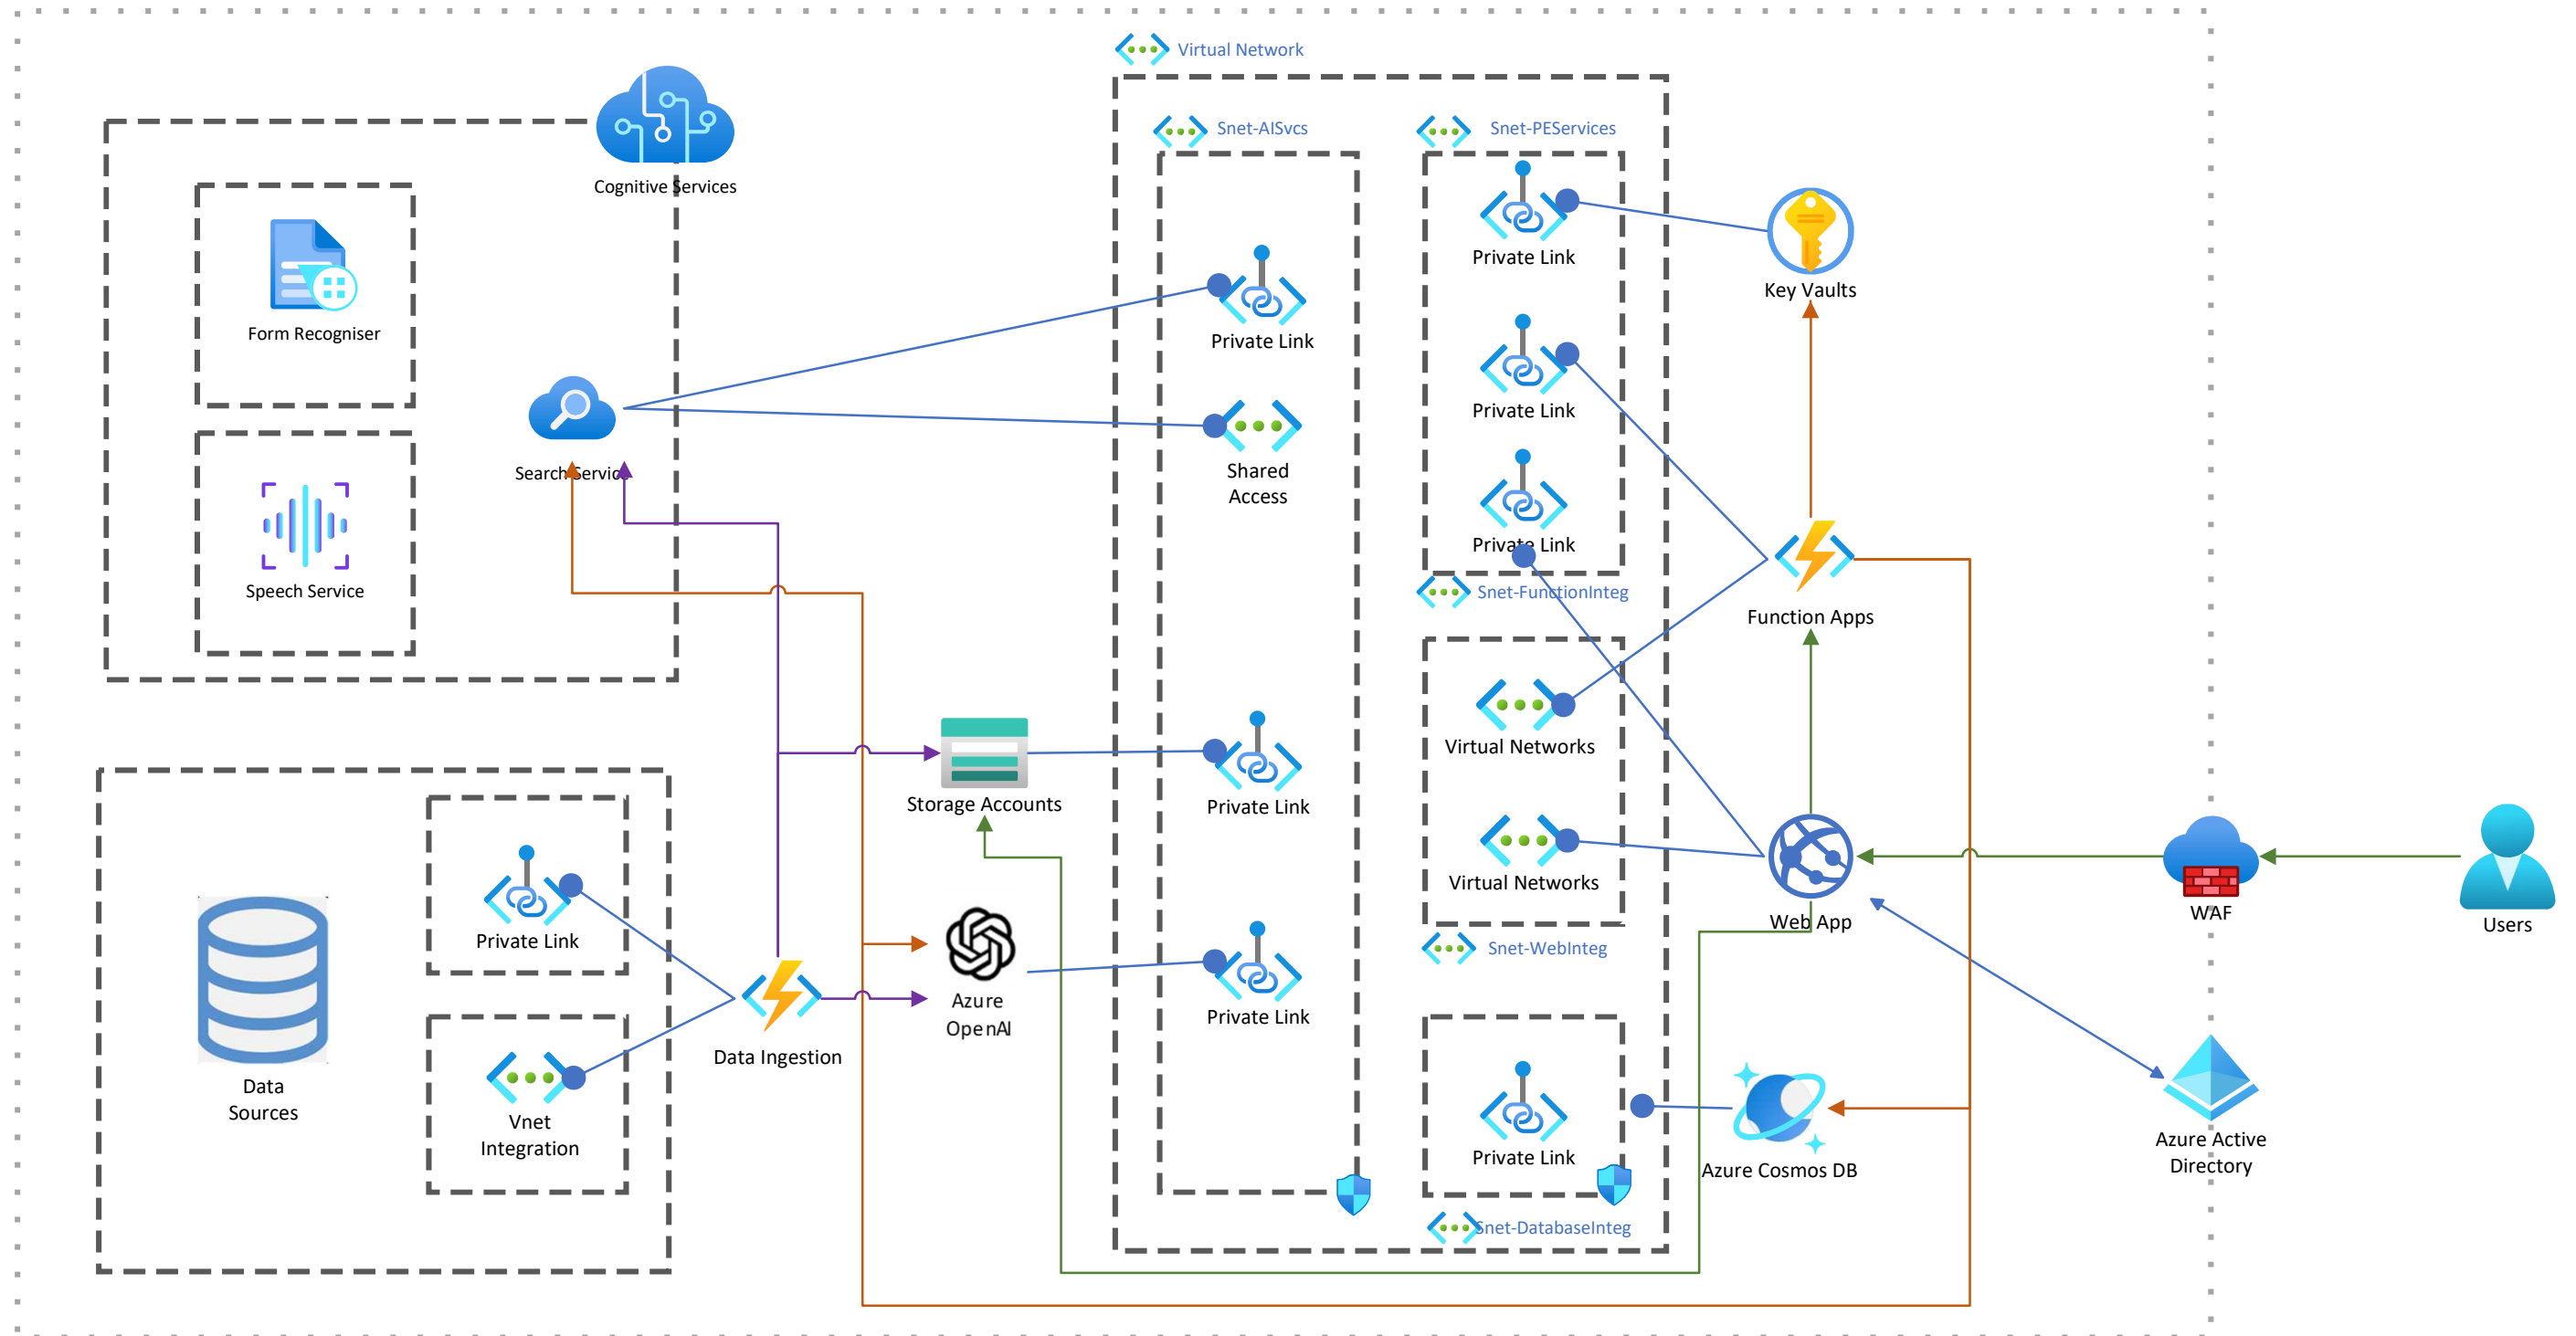 Virtual Network
Snet-AISvcs
Snet-PEServices
Cognitive Services
Form Recogniser
Private Link
Private Link
Key Vaults
Private Link
Search Service
Shared
Access
Private Link
Snet-FunctionInteg
Speech Service
Function Apps
Virtual Networks
Storage Accounts
Private Link
Virtual Networks
Web App
WAF
Users
Private Link
Snet-WebInteg
Azure
OpenAI
Private Link
Data Ingestion
Data
Sources
Vnet
Integration
Private Link
Azure Cosmos DB
Azure Active
Directory
Snet-DatabaseInteg